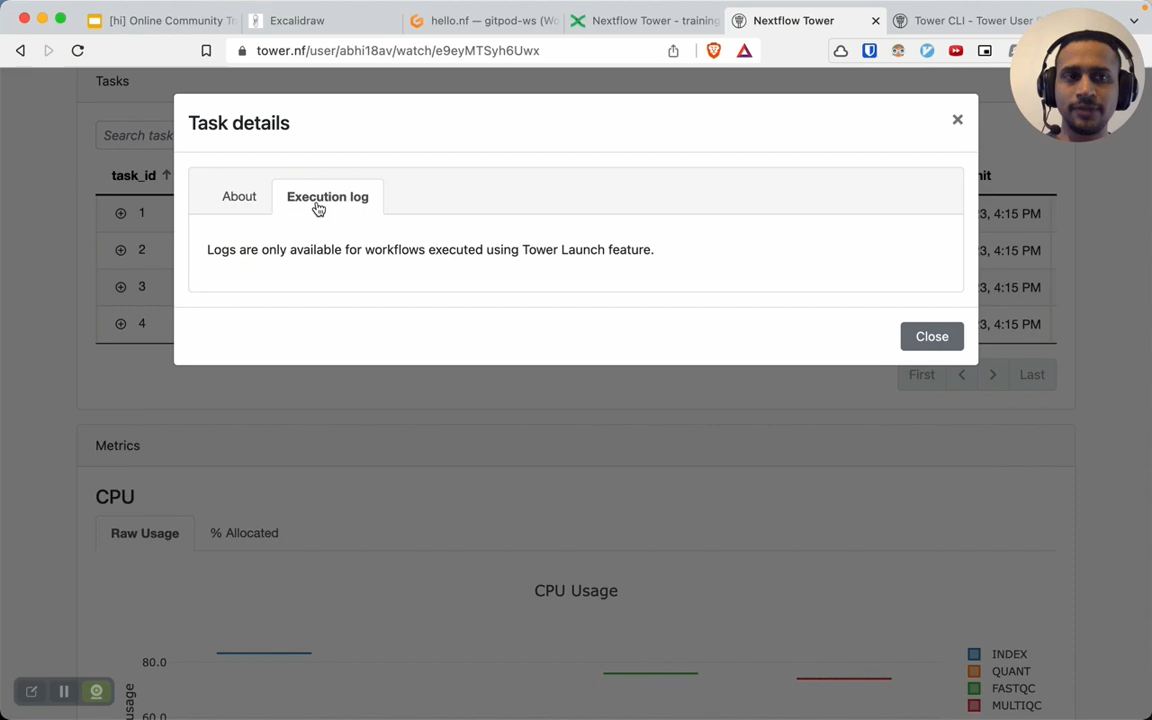 [hi] Online Community Tr
Excalidraw
hello.nf — gitpod-ws (Wo
Nextflow Tower - training
Nextflow Tower
Tower CLI - Tower User
tower.nf/user/abhi18av/watch/e9eyMTSyh6Uwx
Tasks
Task details
Search task
task_id
About
Execution log
1
3, 4:15 PM
Logs are only available for workflows executed using Tower Launch feature.
2
3, 4:15 PM
3
3, 4:15 PM
4
3, 4:15 PM
Close
First
Last
Metrics
CPU
Raw Usage
% Allocated
CPU Usage
INDEX
80.0
QUANT
FASTQC
MULTIQC
usage
60.0